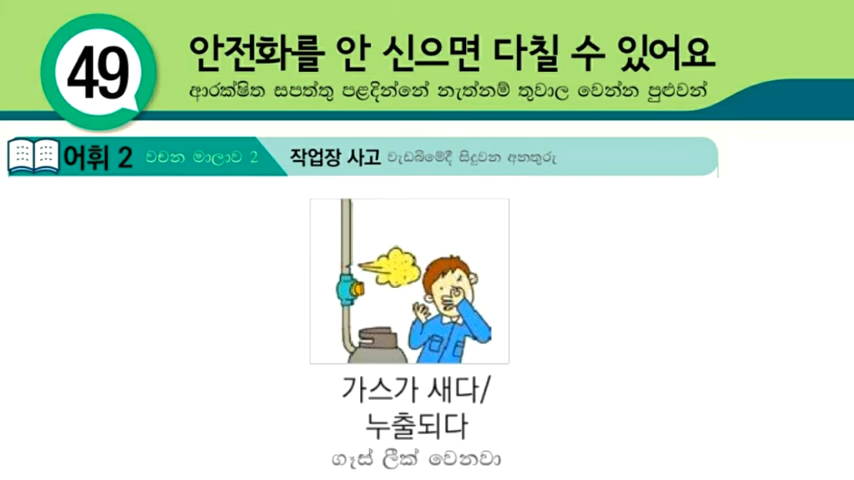 49
안전화를 안 신으면 다칠 수 있어요
ආරක්ෂිත සපත්තු පළදින්නේ නැත්නම් තුවාල වෙන්න පුළුවන්
어휘 2 වචන මාලාව 2 작업장 사고 වැඩබිමේදී සිදුවන අනතුරු
가스가 새다/
누출되다
ගෑස් ලීක් වෙනවා